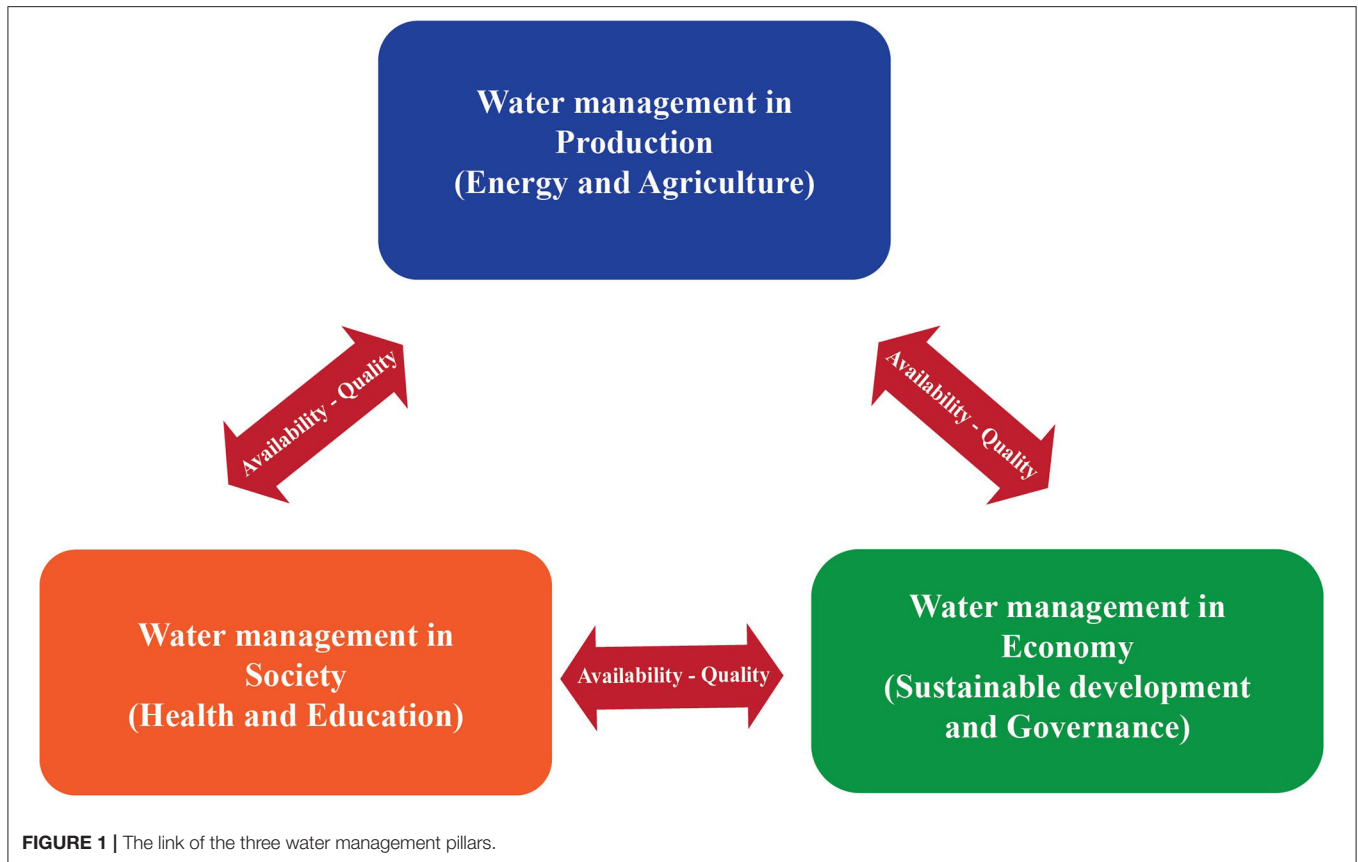 Water management in
Production
(Energy and Agriculture)
Availability - Quality
Availability - Quality
Water management in
Society
(Health and Education)
Availability - Quality
Water management in
Economy
(Sustainable development
and Governance)
FIGURE 1 | The link of the three water management pillars.